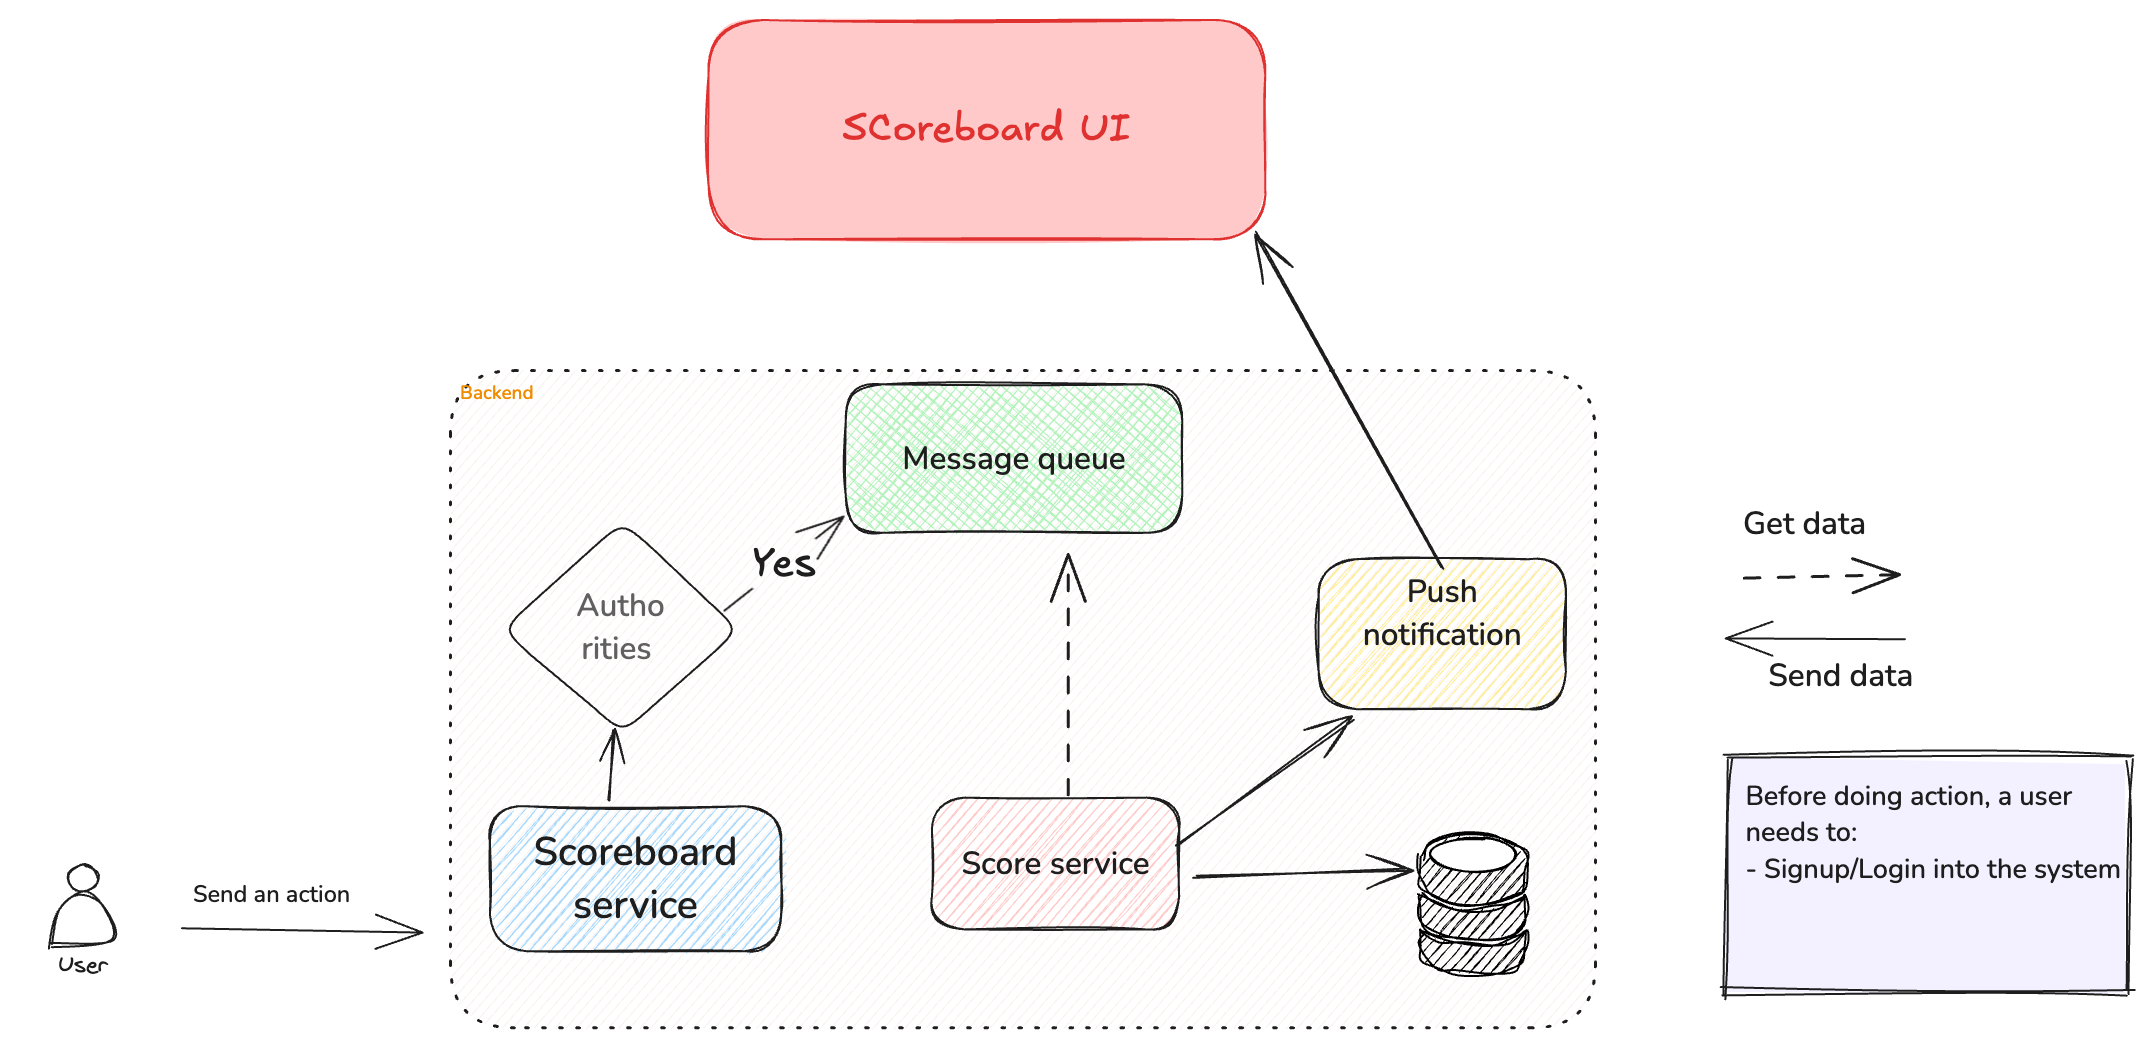 SCoreboard UI
Backend
Message queue
Yes
Autho
rities
Push
notification
Get data
Send data
Scoreboard
service
Score service
Send an action
User
Before doing action, a user
needs to:
- Signup/Login into the system